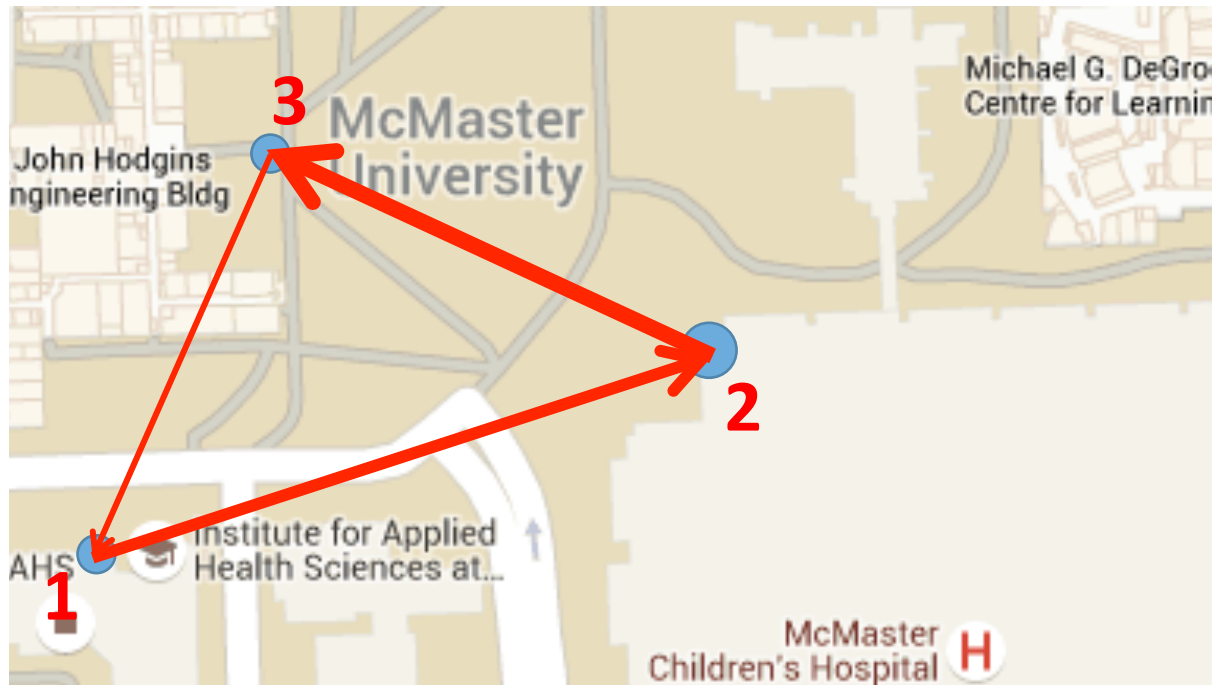 3
McMaster
University
Michael G. DeGro
Centre for Learnin
John Hodgins
ngineering Bldg
2
Institute for Applied
Health Sciences at...
AHS
1
McMaster
Children's Hospital
H